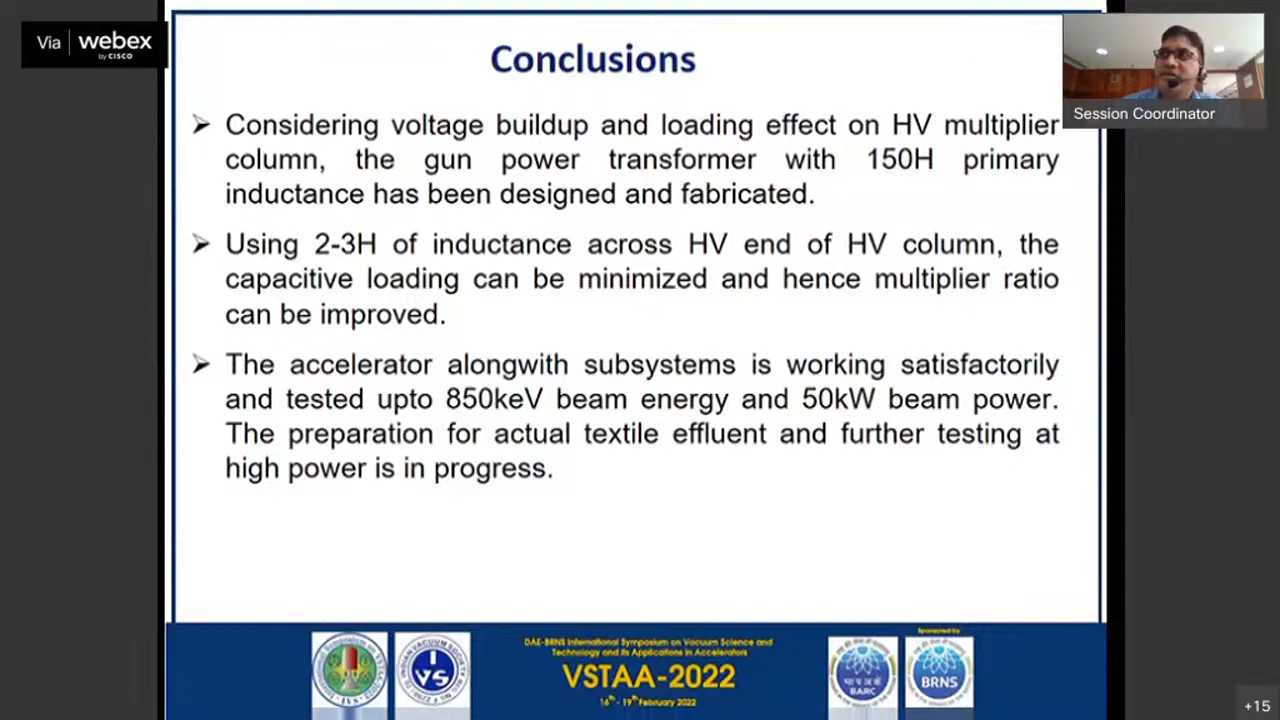 Via webex
by CISCO
Conclusions
Session Coordinator
➢ Considering voltage buildup and loading effect on HV multiplier
column, the gun power transformer with 150H primary
inductance has been designed and fabricated.
➢ Using 2-3H of inductance across HV end of HV column, the
capacitive loading can be minimized and hence multiplier ratio
can be improved.
➢ The accelerator alongwith subsystems is working satisfactorily
and tested upto 850keV beam energy and 50kW beam power.
The preparation for actual textile effluent and further testing at
high power is in progress.
Sponsored by
DAE-BRNS International Symposium on Vacuum Science and
Technology and its Applications in Accelerators
VSTAA-2022
16th - 19th February 2022
IVS
BARC
BRNS
+15